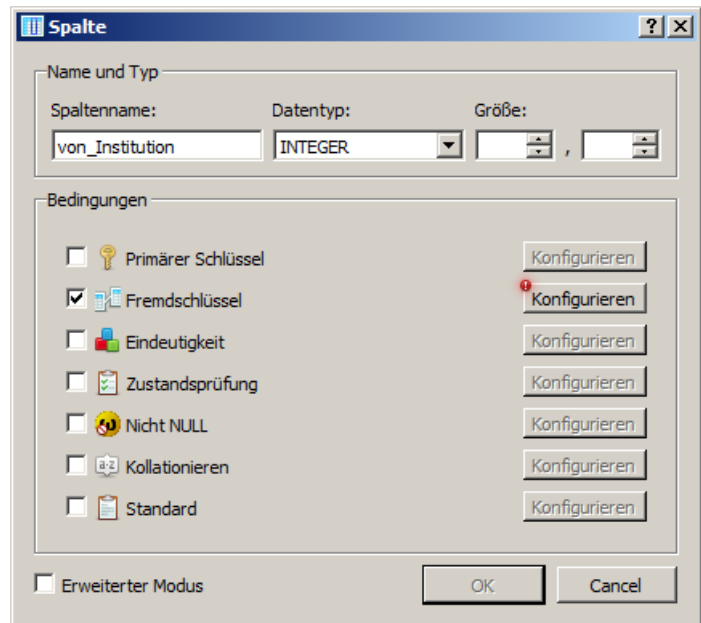 Spalte
Name und Typ
Spaltenname: Datentyp: Größe:
von_Institution INTEGER ,
Bedingungen
Primärer Schlüssel Konfigurieren
Fremdschlüssel Konfigurieren
Eindeutigkeit Konfigurieren
Zustandsprüfung Konfigurieren
Nicht NULL Konfigurieren
Kollationieren Konfigurieren
Standard Konfigurieren
Erweiterter Modus OK Cancel